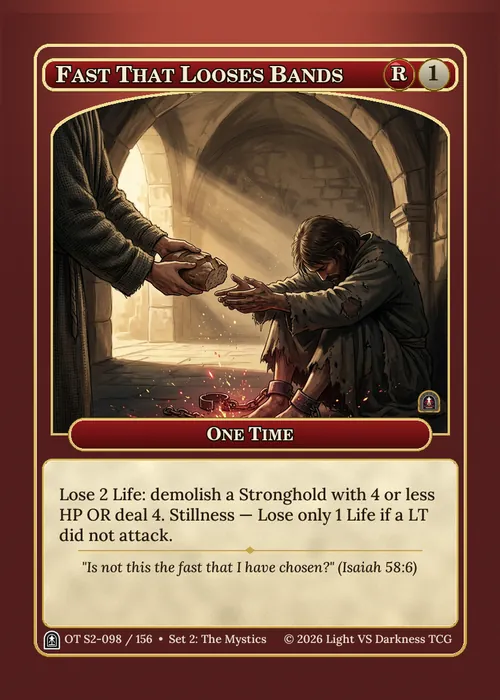 FAST THAT LOOSES BANDS R 1
ONE TIME
Lose 2 Life: demolish a Stronghold with 4 or less
HP OR deal 4. Stillness — Lose only 1 Life if a LT
did not attack.
"Is not this the fast that I have chosen?" (Isaiah 58:6)
OT S2-098 / 156 • Set 2: The Mystics © 2026 Light VS Darkness TCG